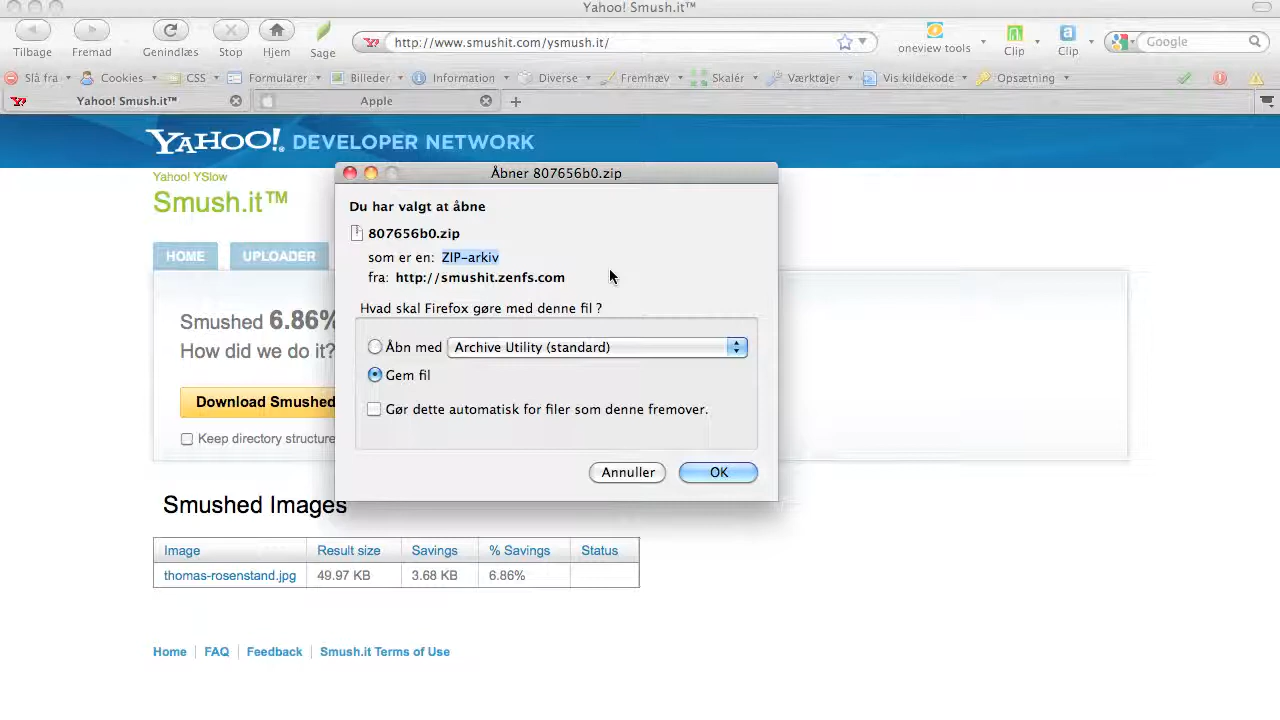 Yahoo! Smush.it™
Tilbage Fremad Genindlæs Stop Hjem Sage http://www.smushit.com/ysmush.it/ oneview tools Clip Clip Google
Slå fra Cookies CSS Formularer Billeder Information Diverse Fremhæv Skalér Værktøjer Vis kildekode Opsætning
Yahoo! Smush.it™ Apple
YAHOO! DEVELOPER NETWORK
Yahoo! YSlow
Smush.it™
HOME UPLOADER
Smushed 6.86%
How did we do it?
Download Smushed
Keep directory structure
Åbner 807656b0.zip
Du har valgt at åbne
807656b0.zip
som er en: ZIP-arkiv
fra: http://smushit.zenfs.com
Hvad skal Firefox gøre med denne fil ?
Åbn med Archive Utility (standard)
Gem fil
Gør dette automatisk for filer som denne fremover.
Annuller OK
Smushed Images
Image Result size Savings % Savings Status
thomas-rosenstand.jpg 49.97 KB 3.68 KB 6.86%
Home FAQ Feedback Smush.it Terms of Use